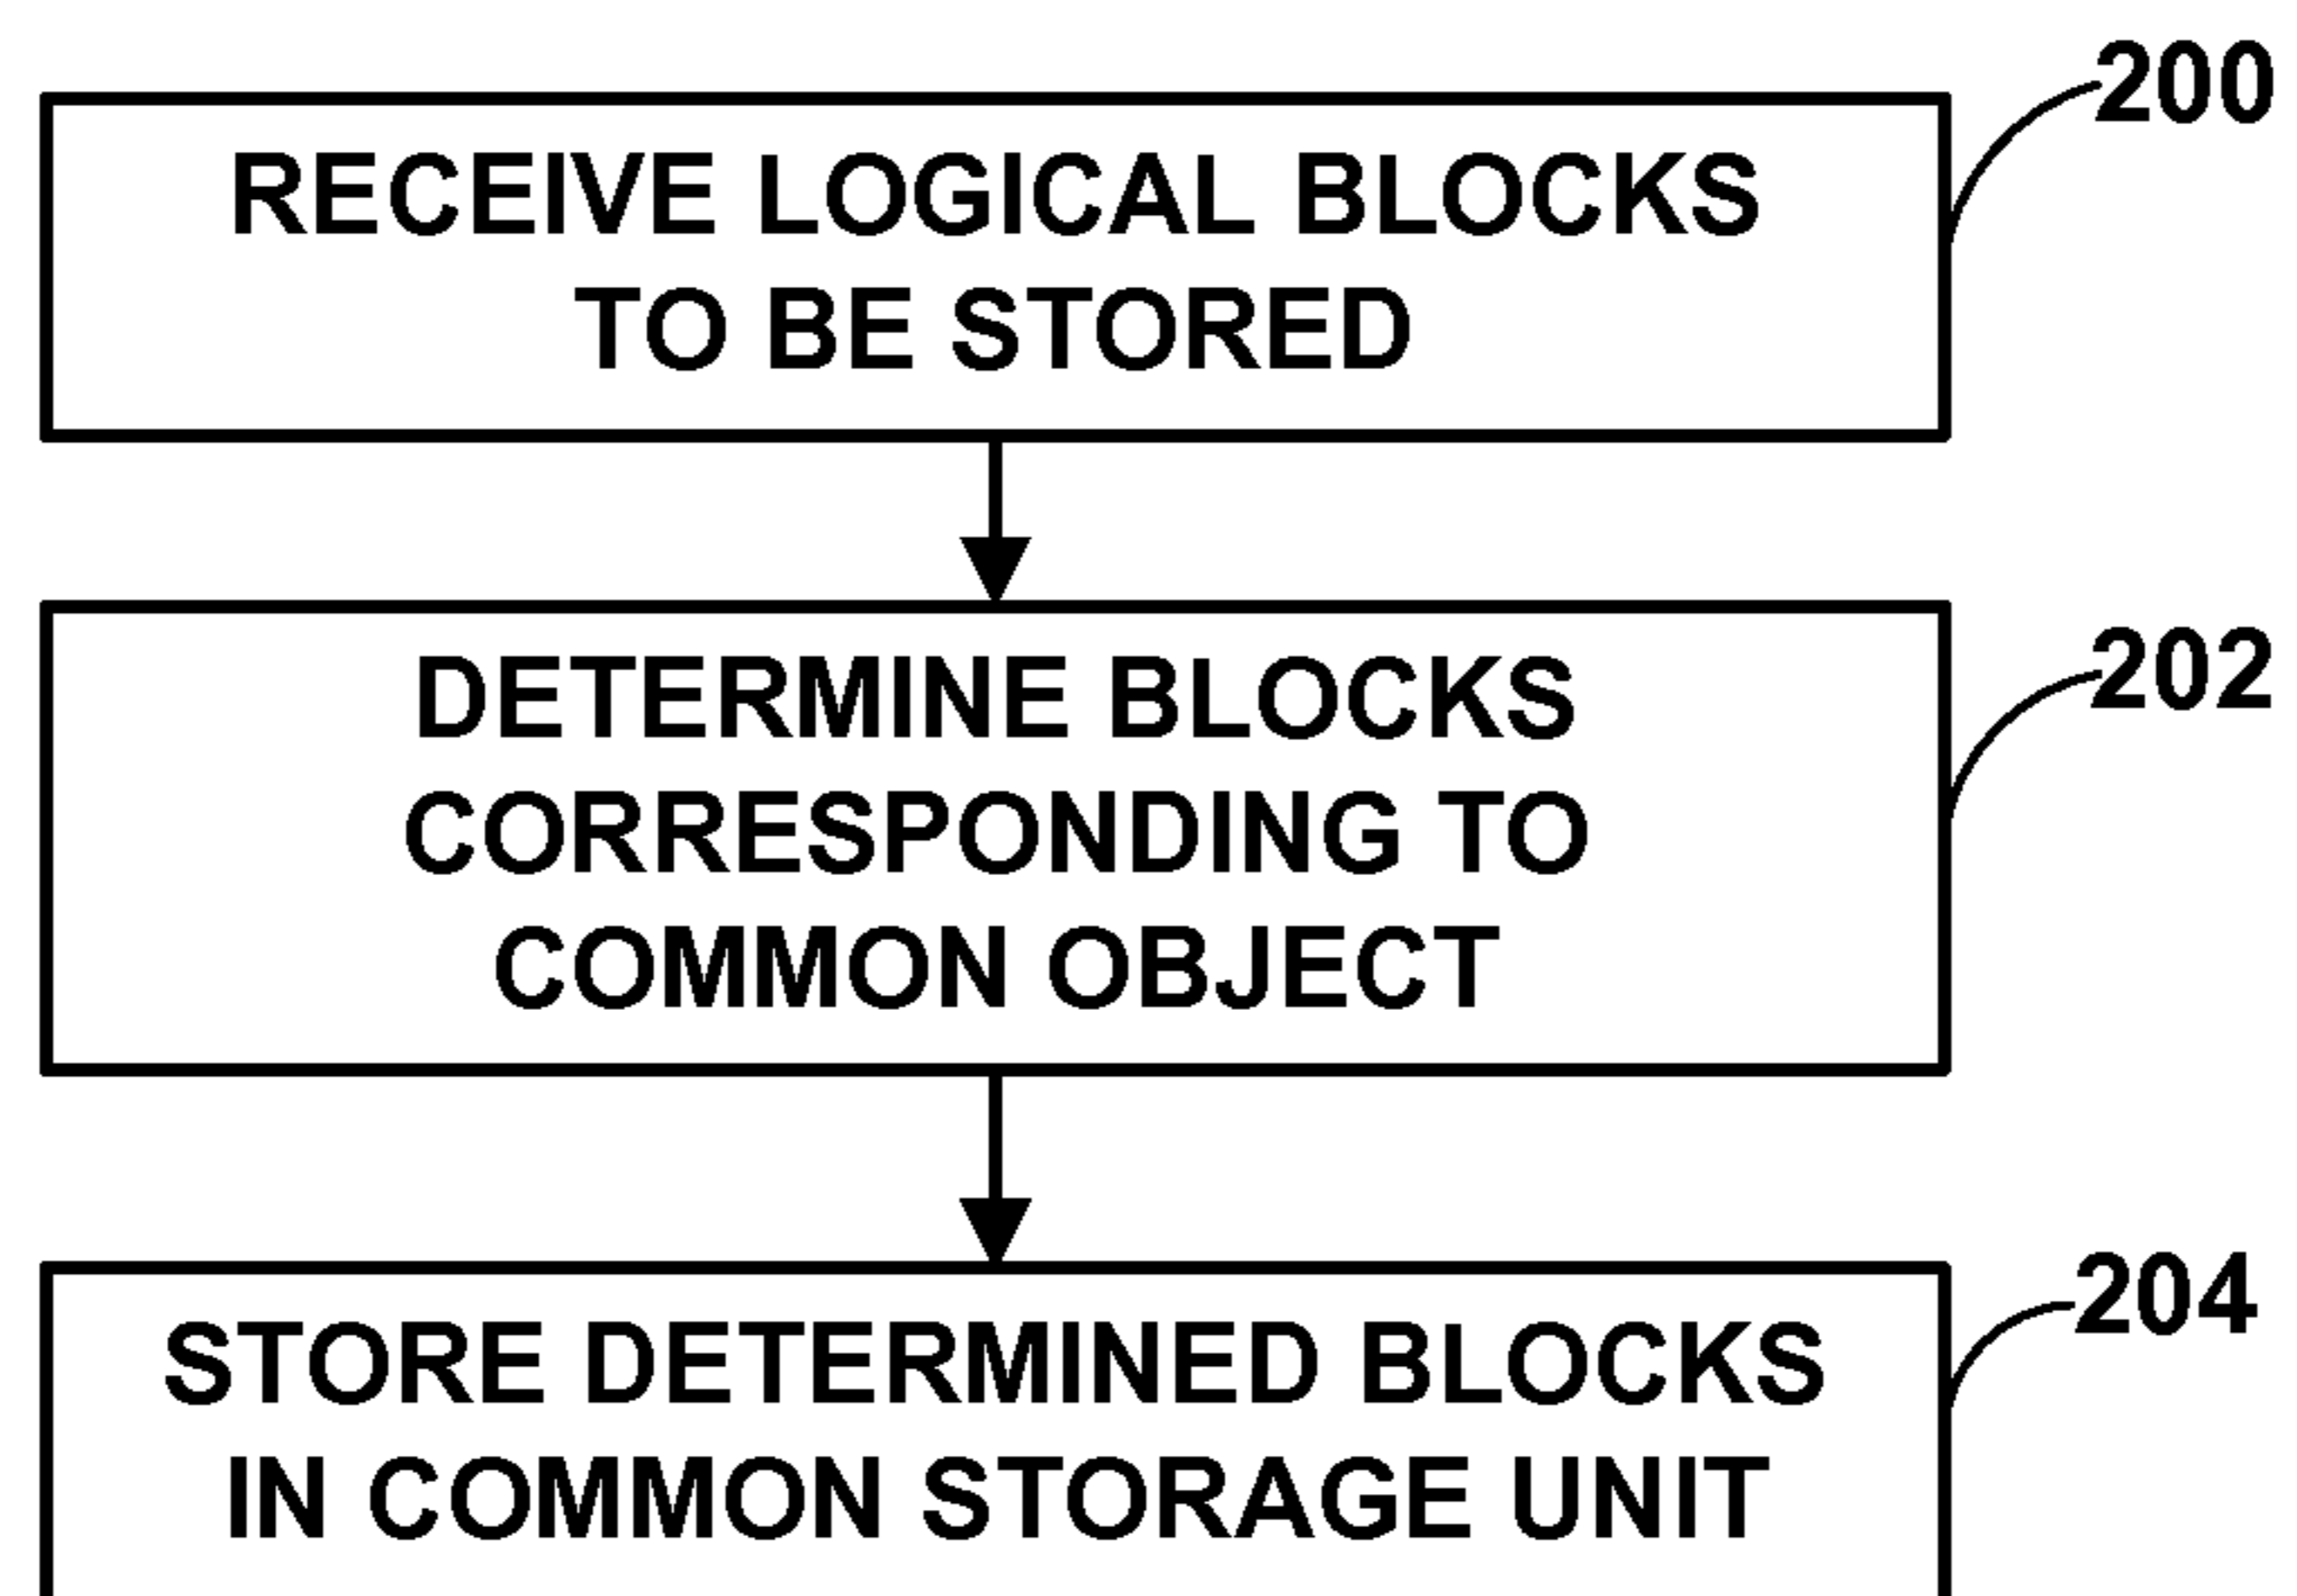 200
RECEIVE LOGICAL BLOCKS
TO BE STORED
202
DETERMINE BLOCKS
CORRESPONDING TO
COMMON OBJECT
204
STORE DETERMINED BLOCKS
IN COMMON STORAGE UNIT